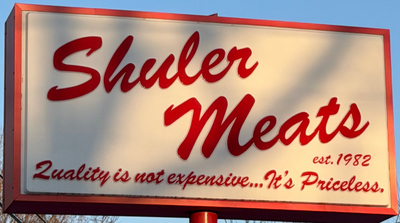 Shuler
Meats
est. 1982
Quality is not expensive...It's Priceless.